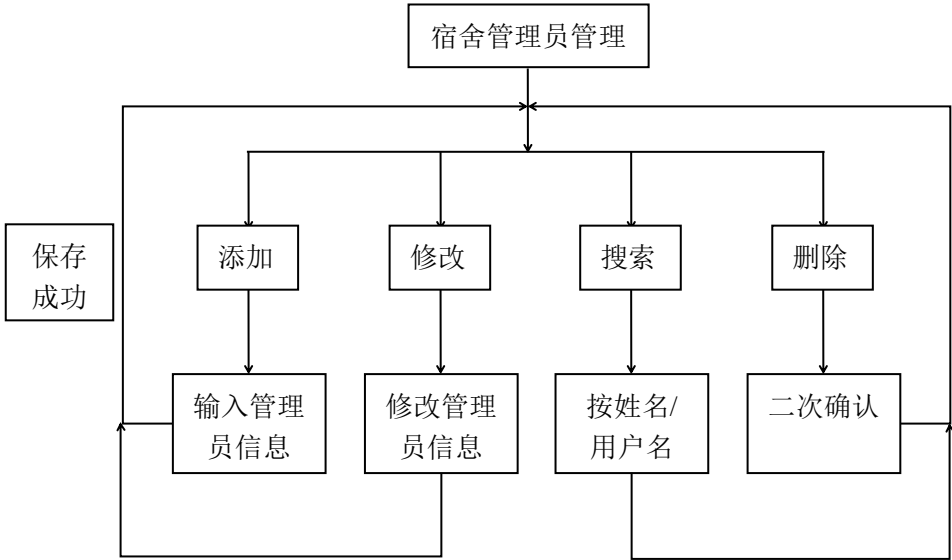 宿舍管理员管理
保存
成功
添加
修改
搜索
删除
输入管理
员信息
修改管理
员信息
按姓名/
用户名
二次确认